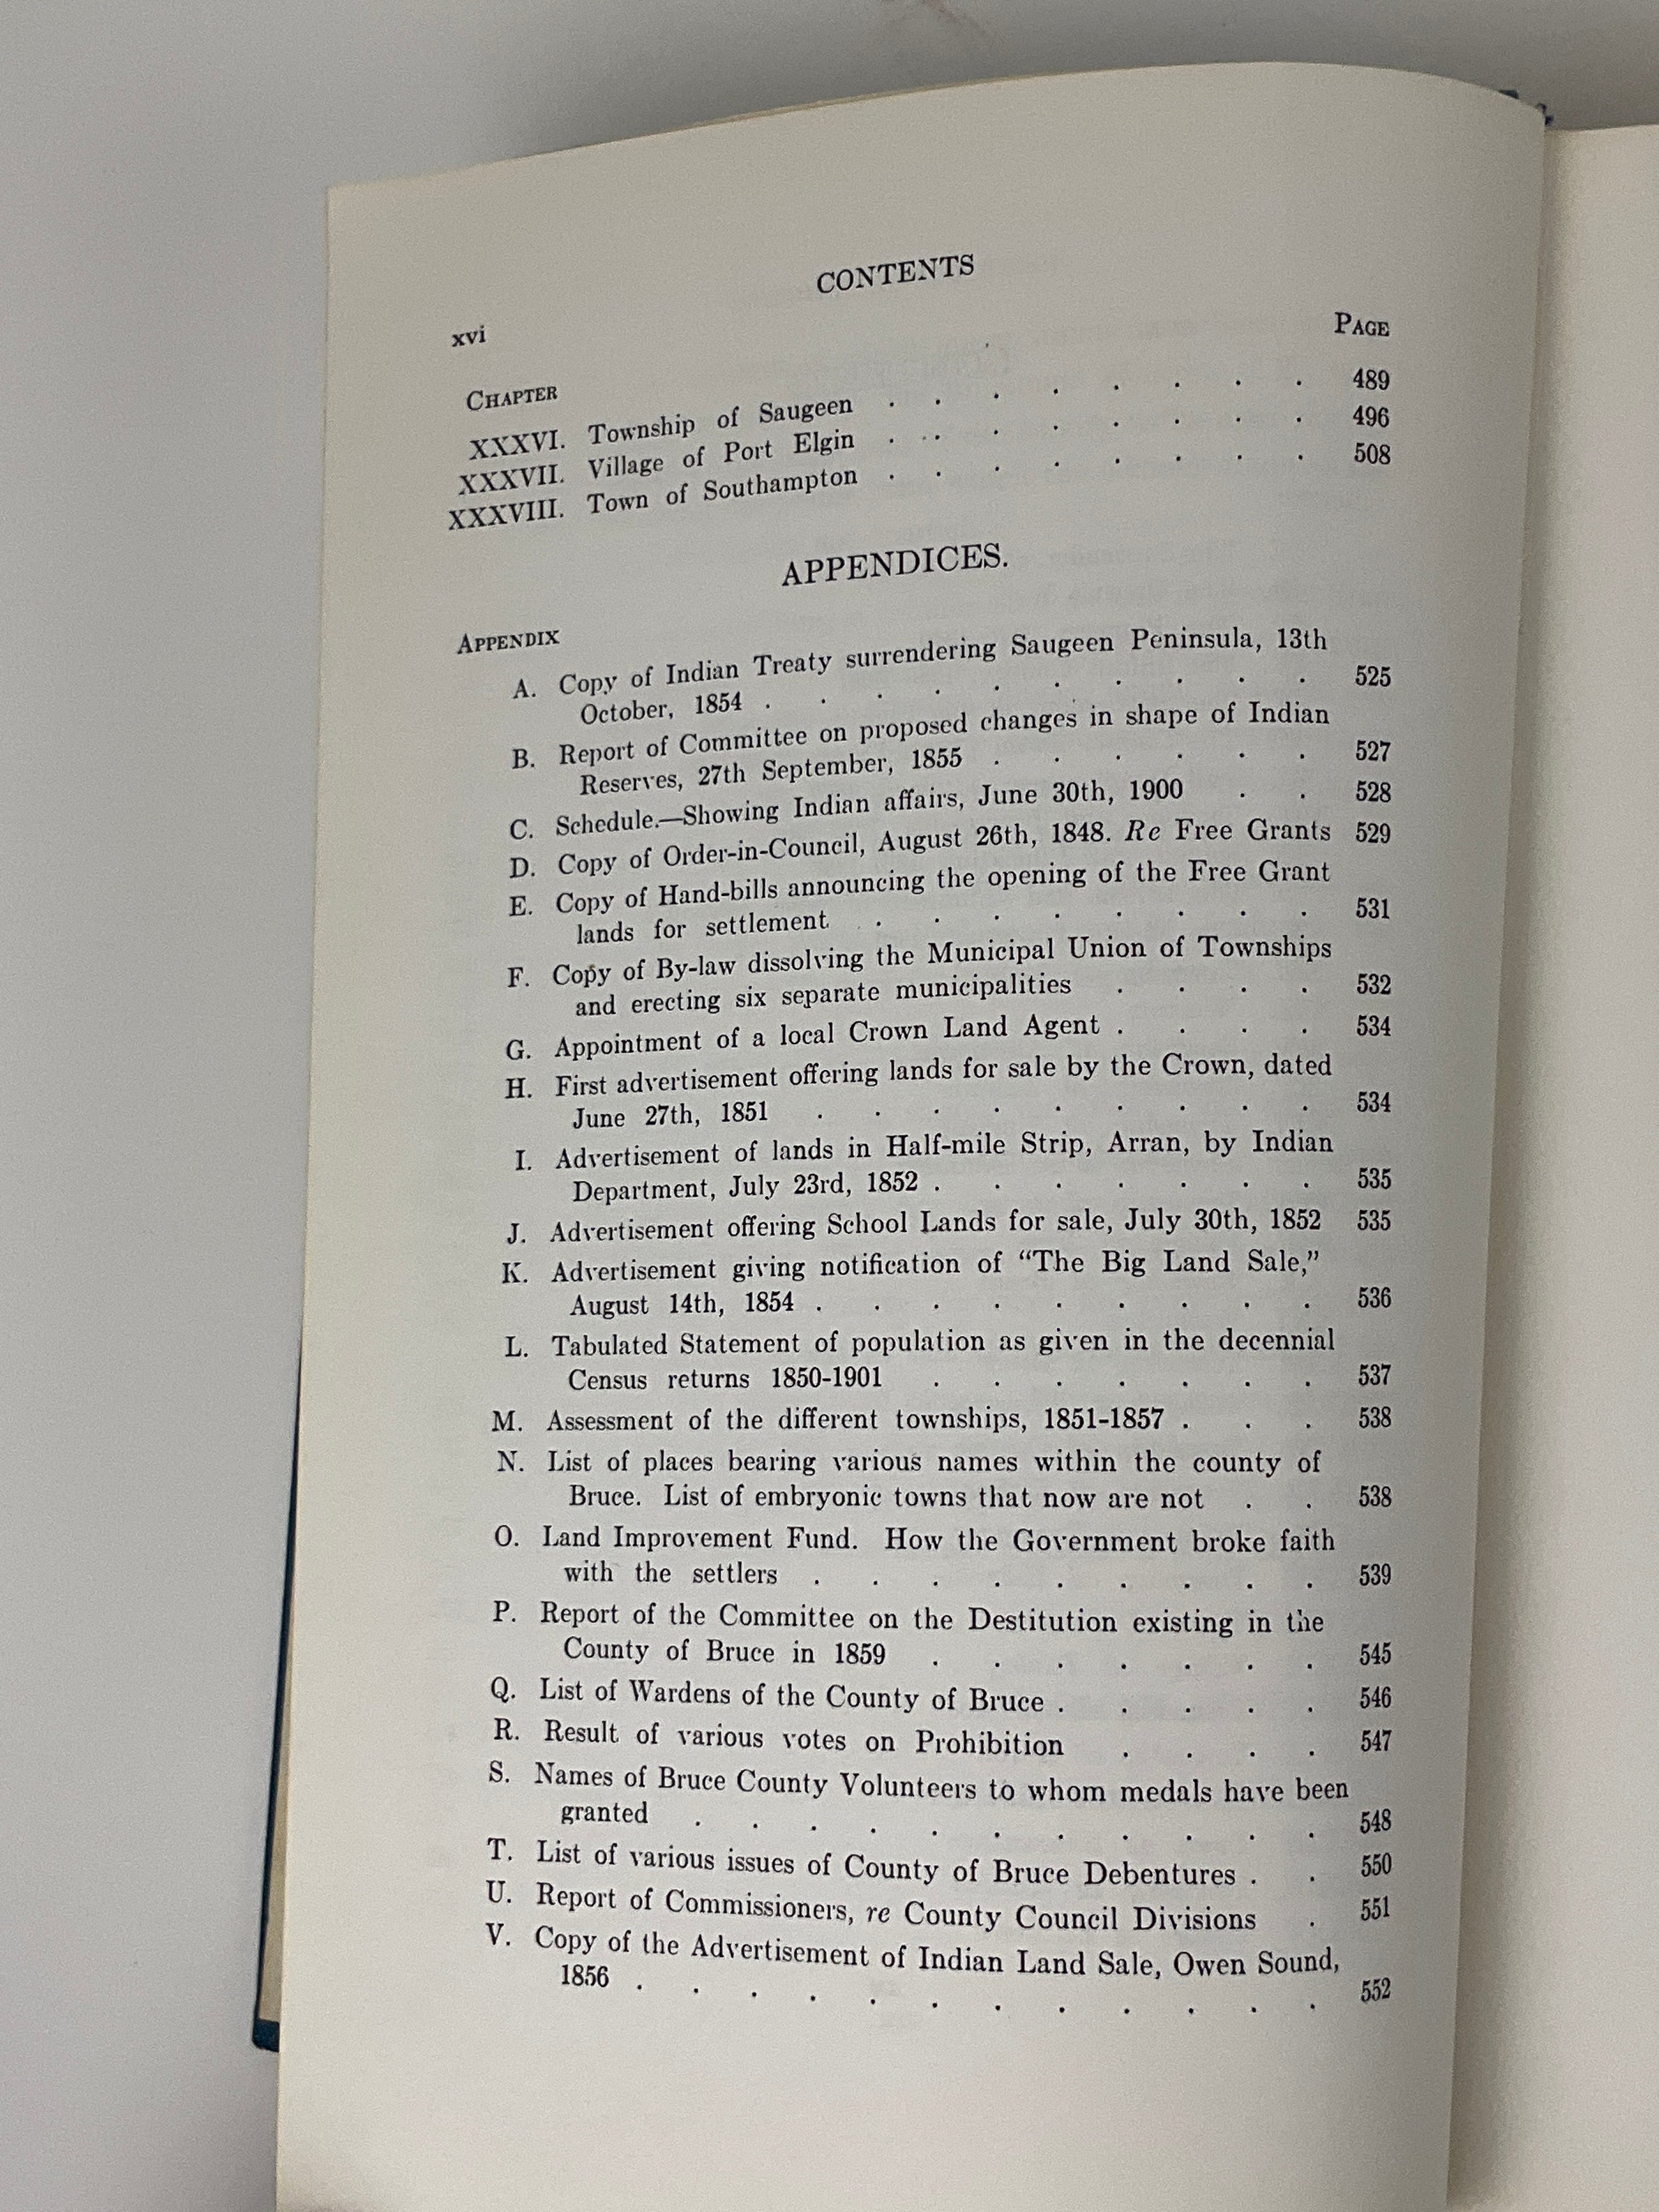 CONTENTS
xvi
PAGE
CHAPTER
XXXVI. Township of Saugeen . . . . . . . . 489
XXXVII. Village of Port Elgin . . . . . . . . 496
XXXVIII. Town of Southampton . . . . . . . . 508
APPENDICES.
APPENDIX
A. Copy of Indian Treaty surrendering Saugeen Peninsula, 13th
October, 1854 . . . . . . . . . . 525
B. Report of Committee on proposed changes in shape of Indian
Reserves, 27th September, 1855 . . . . . . 527
C. Schedule.—Showing Indian affairs, June 30th, 1900 . . 528
D. Copy of Order-in-Council, August 26th, 1848. Re Free Grants 529
E. Copy of Hand-bills announcing the opening of the Free Grant
lands for settlement . . . . . . . . 531
F. Copy of By-law dissolving the Municipal Union of Townships
and erecting six separate municipalities . . . . 532
G. Appointment of a local Crown Land Agent . . . . 534
H. First advertisement offering lands for sale by the Crown, dated
June 27th, 1851 . . . . . . . . . 534
I. Advertisement of lands in Half-mile Strip, Arran, by Indian
Department, July 23rd, 1852 . . . . . . . 535
J. Advertisement offering School Lands for sale, July 30th, 1852 535
K. Advertisement giving notification of “The Big Land Sale,”
August 14th, 1854 . . . . . . . . . 536
L. Tabulated Statement of population as given in the decennial
Census returns 1850-1901 . . . . . . . 537
M. Assessment of the different townships, 1851-1857 . . . 538
N. List of places bearing various names within the county of
Bruce. List of embryonic towns that now are not . . 538
O. Land Improvement Fund. How the Government broke faith
with the settlers . . . . . . . . . 539
P. Report of the Committee on the Destitution existing in the
County of Bruce in 1859 . . . . . . . 545
Q. List of Wardens of the County of Bruce . . . . . 546
R. Result of various votes on Prohibition . . . . 547
S. Names of Bruce County Volunteers to whom medals have been
granted . . . . . . . . . . . 548
T. List of various issues of County of Bruce Debentures . . 550
U. Report of Commissioners, re County Council Divisions . 551
V. Copy of the Advertisement of Indian Land Sale, Owen Sound,
1856 . . . . . . . . . . . . 552